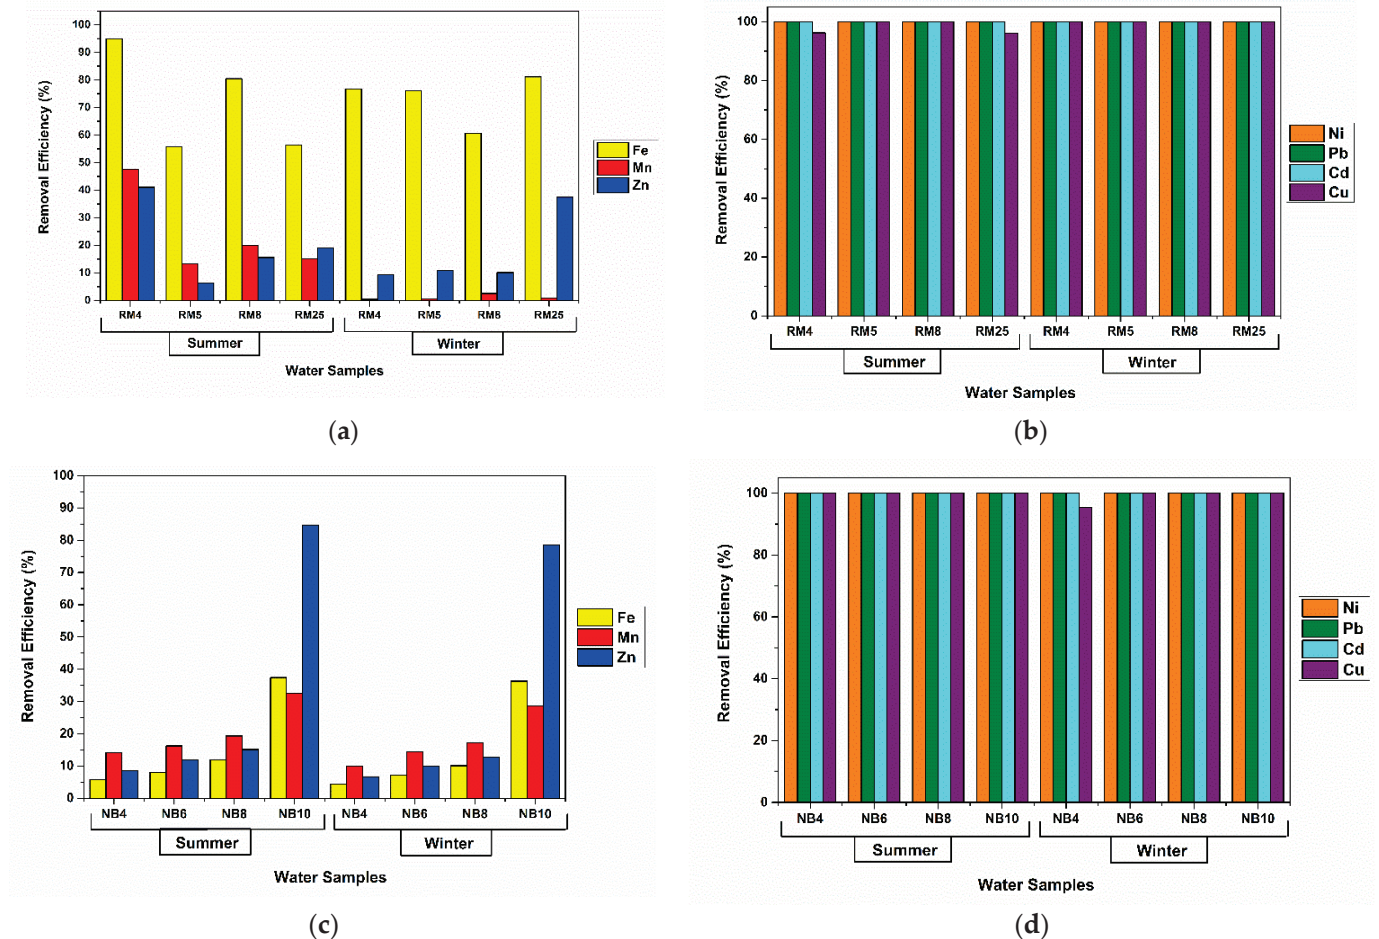 100
90
80
70
60
50
40
30
20
10
0
Removal Efficiency (%)
RM4 RM5 RM8 RM25 RM4 RM5 RM8 RM25
Summer Winter
Water Samples
Fe
Mn
Zn
(a)
100
80
60
40
20
0
Removal Efficiency (%)
RM4 RM5 RM8 RM25 RM4 RM5 RM8 RM25
Summer Winter
Water Samples
Ni
Pb
Cd
Cu
(b)
100
90
80
70
60
50
40
30
20
10
0
Removal Efficiency (%)
NB4 NB6 NB8 NB10 NB4 NB6 NB8 NB10
Summer Winter
Water Samples
Fe
Mn
Zn
(c)
100
80
60
40
20
0
Removal Efficiency (%)
NB4 NB6 NB8 NB10 NB4 NB6 NB8 NB10
Summer Winter
Water Samples
Ni
Pb
Cd
Cu
(d)